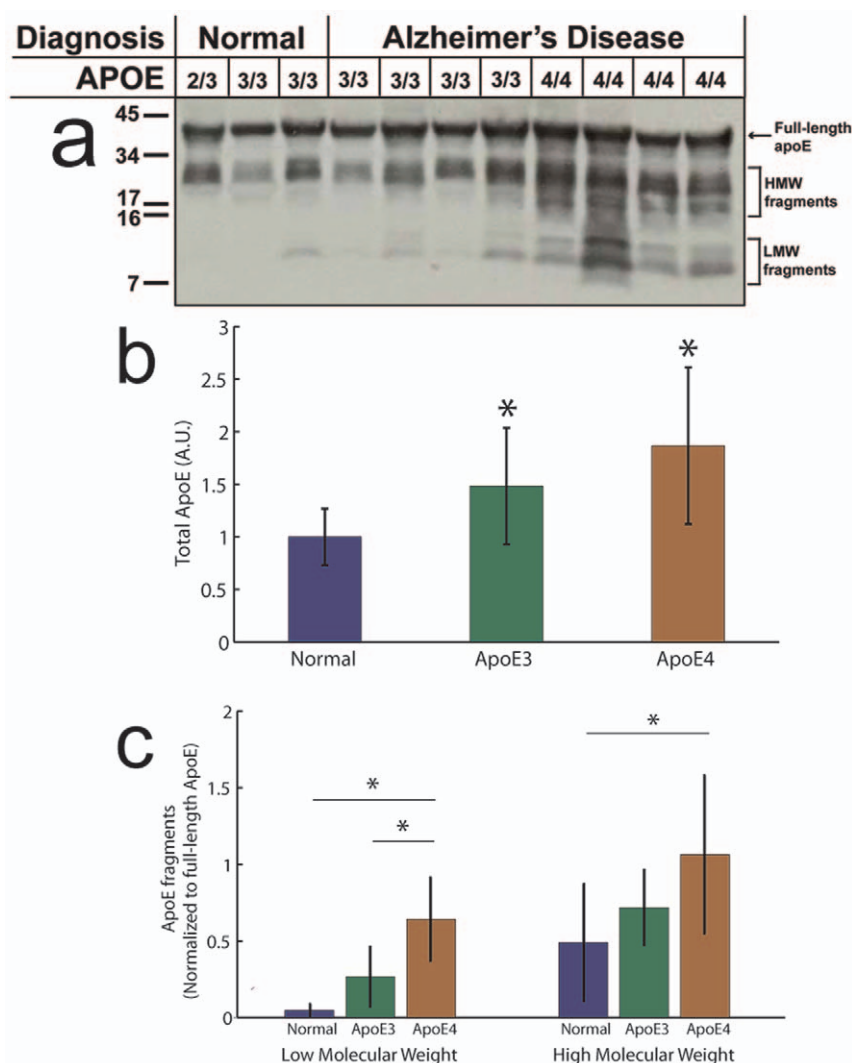 Diagnosis Normal Alzheimer's Disease
APOE 2/3 3/3 3/3 3/3 3/3 3/3 3/3 4/4 4/4 4/4 4/4
a
45
34
17
16
7
←Full-length
apoE
HMW
fragments
LMW
fragments
b
Total ApoE (A.U.)
3
2.5
2
1.5
1
0.5
0
* *
Normal ApoE3 ApoE4
c
ApoE fragments
(Normalized to full-length ApoE)
2
1.5
1
0.5
0
*
*
*
Normal ApoE3 ApoE4 Normal ApoE3 ApoE4
Low Molecular Weight High Molecular Weight